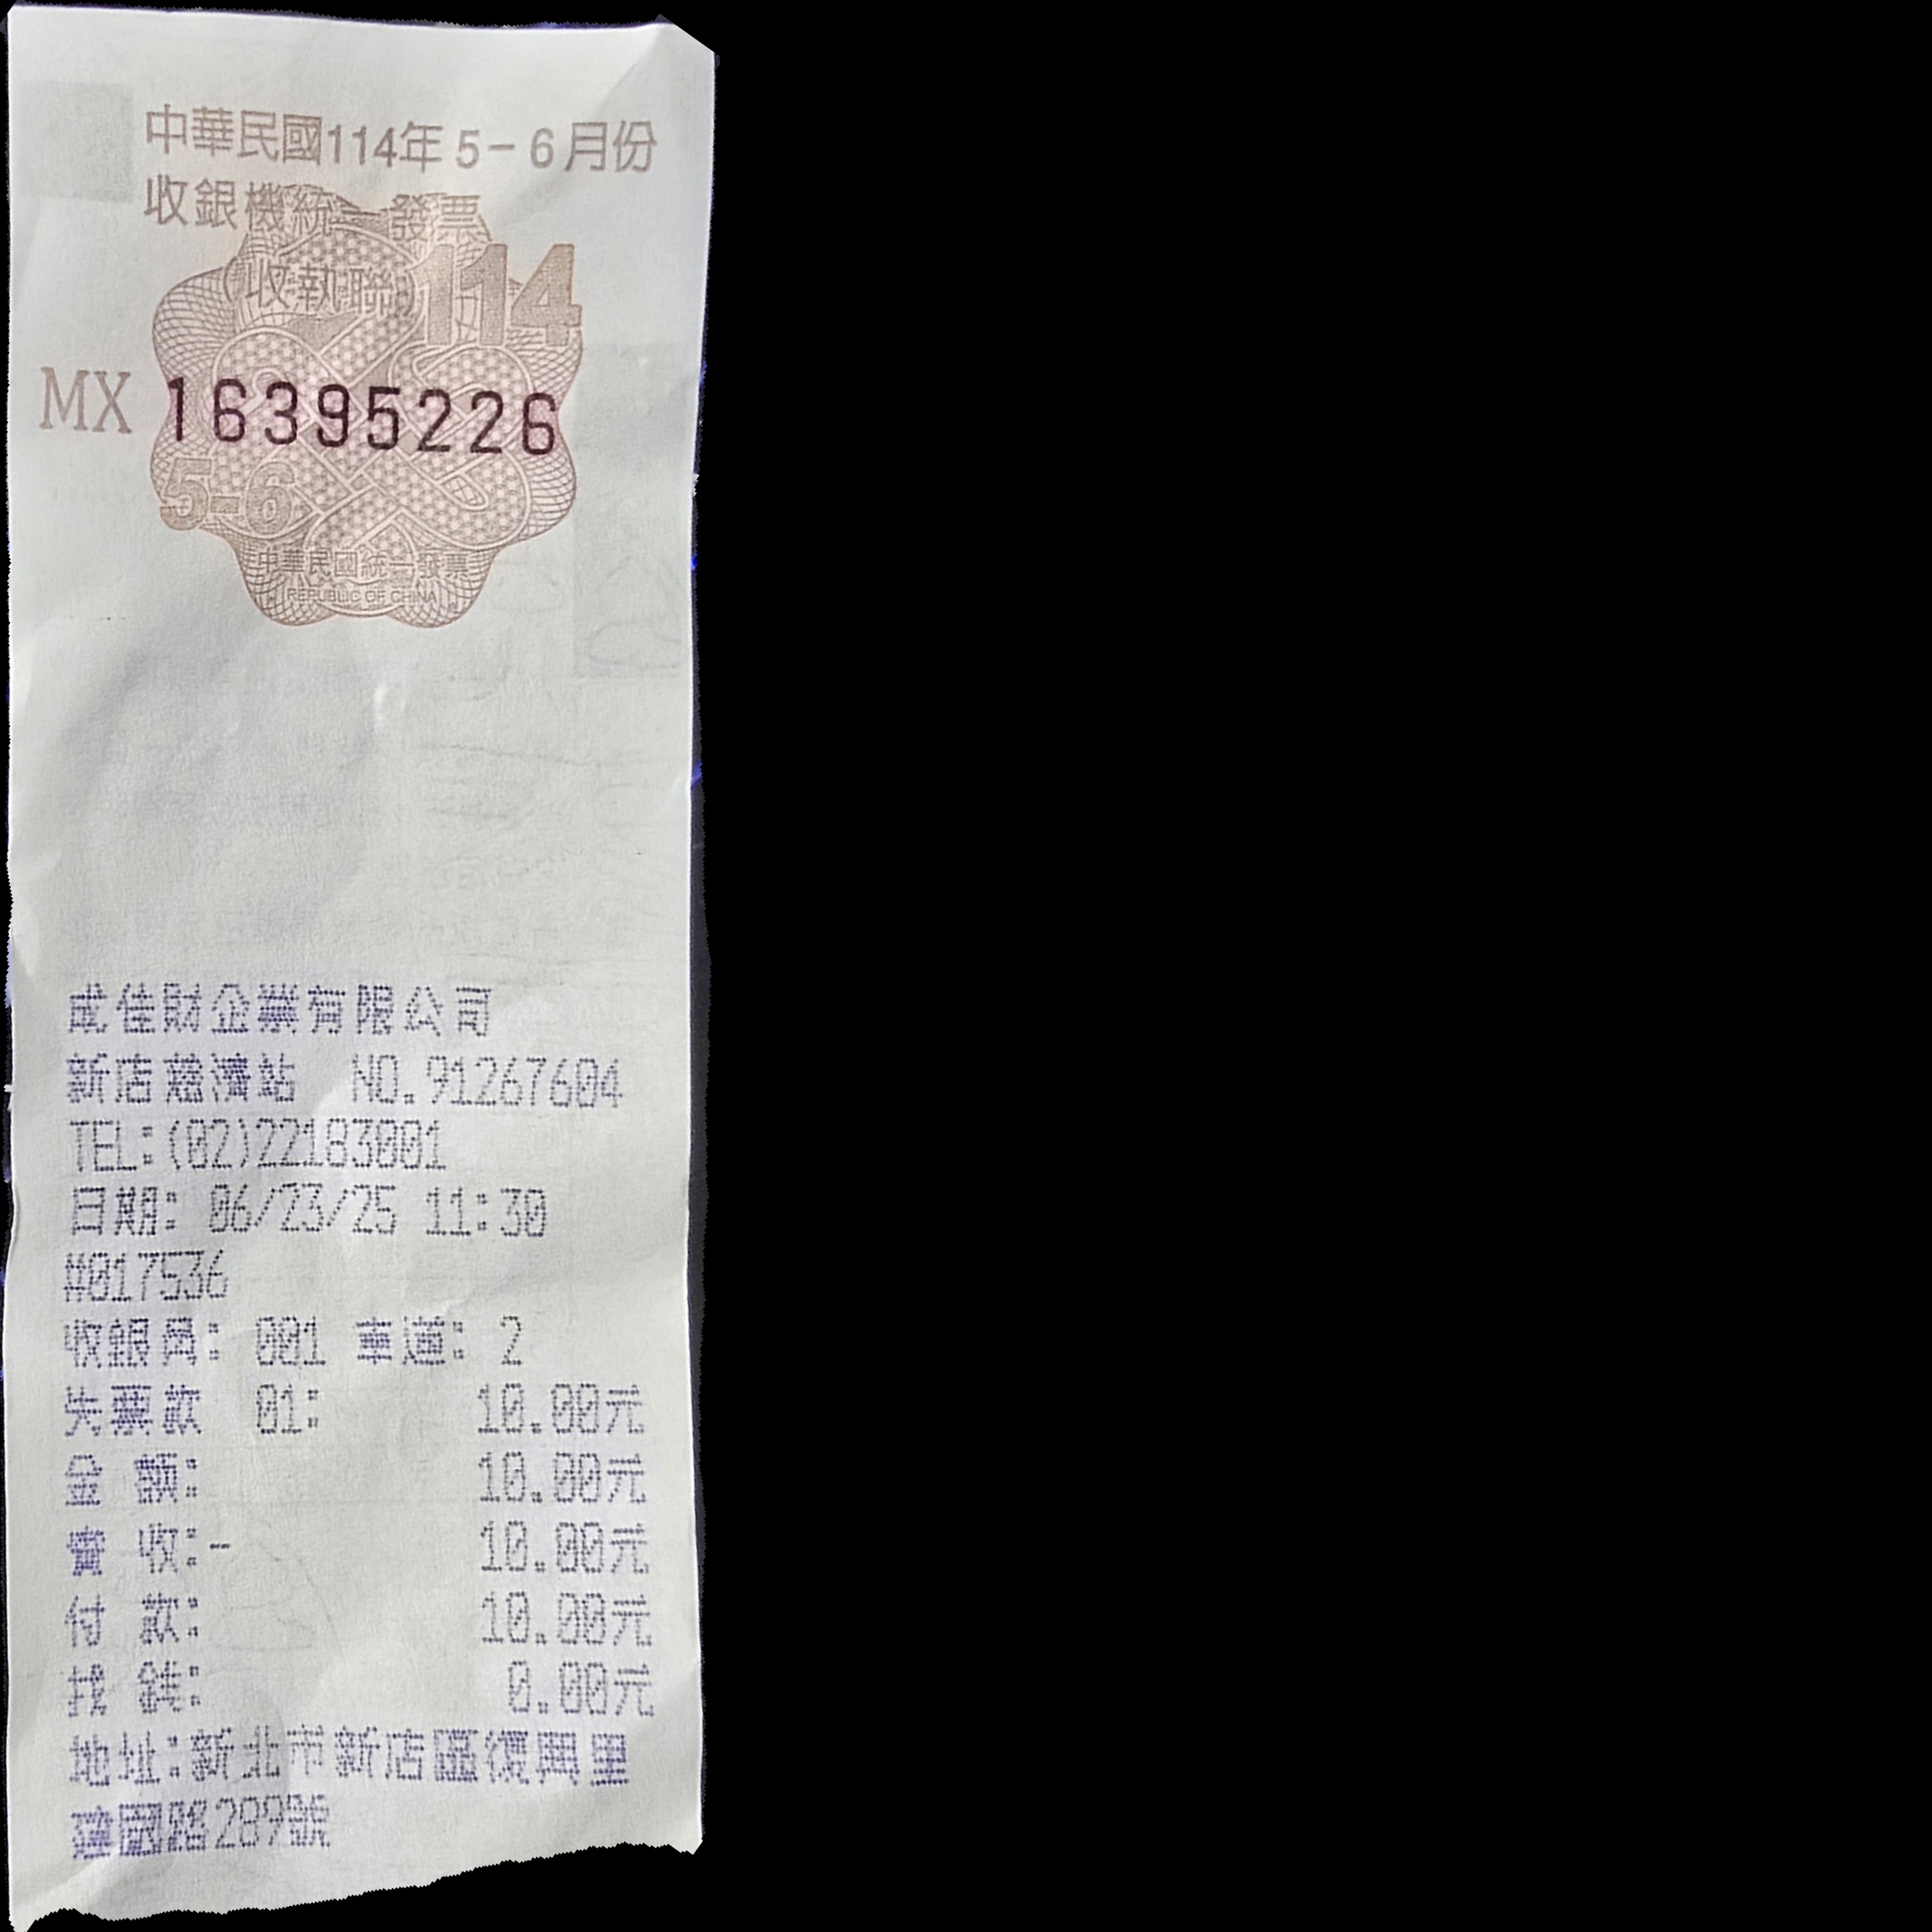 中華民國114年 5-6月份
收銀機統一發票
(收執聯)
114
MX 16395226
5-6
中華民國統一發票
REPUBLIC OF CHINA
成佳財企業有限公司
新店慈濟站 NO.91267604
TEL:(02)22183001
日期: 06/23/25 11:30
#017536
收銀員: 001 車道: 2
失票款 01: 10.00元
金 額: 10.00元
實 收:- 10.00元
付 款: 10.00元
找 錢: 0.00元
地址:新北市新店區復興里
建國路289號